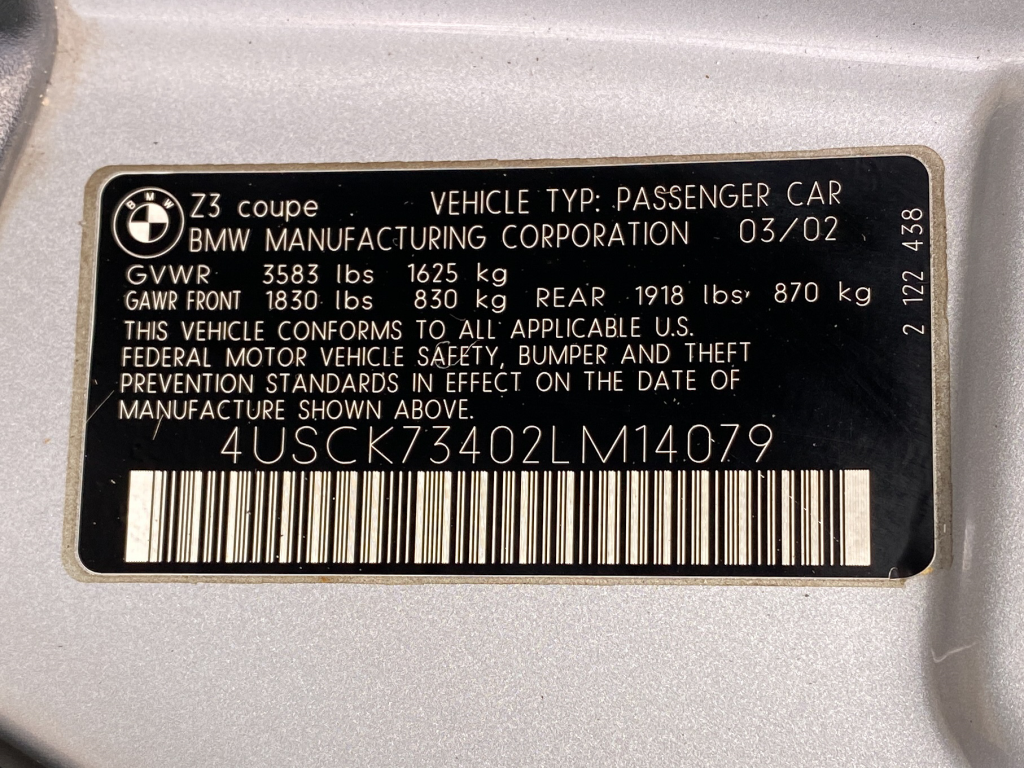 BMW
Z3 coupe VEHICLE TYP: PASSENGER CAR
BMW MANUFACTURING CORPORATION 03/02
GVWR 3583 lbs 1625 kg
GAWR FRONT 1830 lbs 830 kg REAR 1918 lbs, 870 kg
THIS VEHICLE CONFORMS TO ALL APPLICABLE U.S.
FEDERAL MOTOR VEHICLE SAFETY, BUMPER AND THEFT
PREVENTION STANDARDS IN EFFECT ON THE DATE OF
MANUFACTURE SHOWN ABOVE.
4USCK73402LM14079
2 122 438